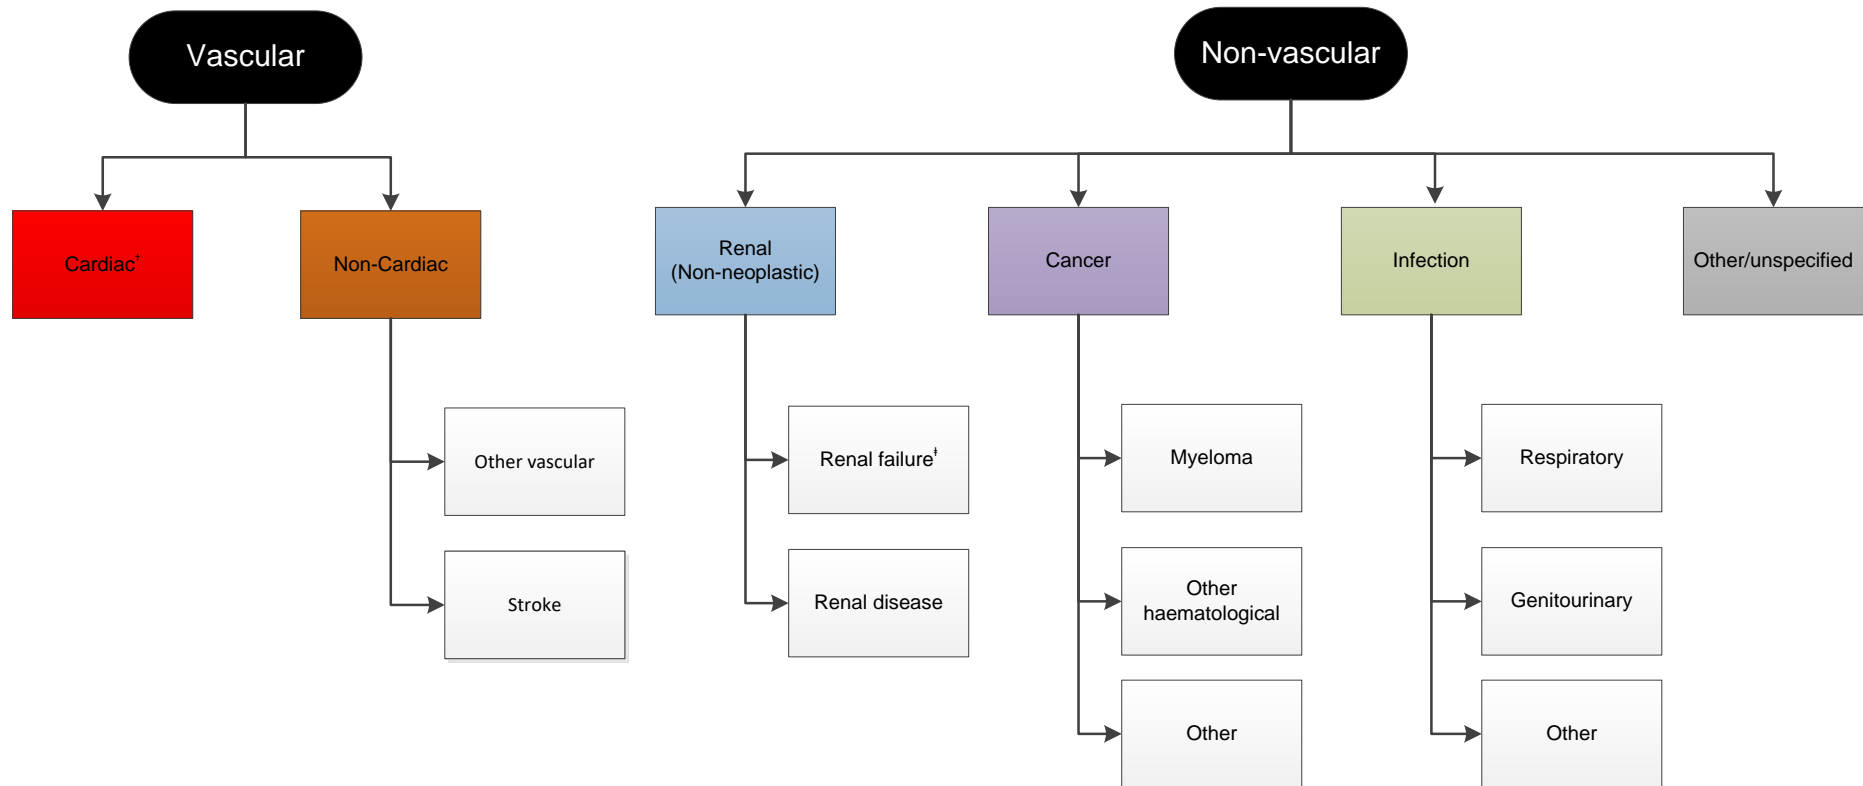 Vascular
Non-vascular
Cardiac†
Non-Cardiac
Renal
(Non-neoplastic)
Cancer
Infection
Other/unspecified
Other vascular
Renal failure‡
Myeloma
Respiratory
Stroke
Renal disease
Other
haematological
Genitourinary
Other
Other